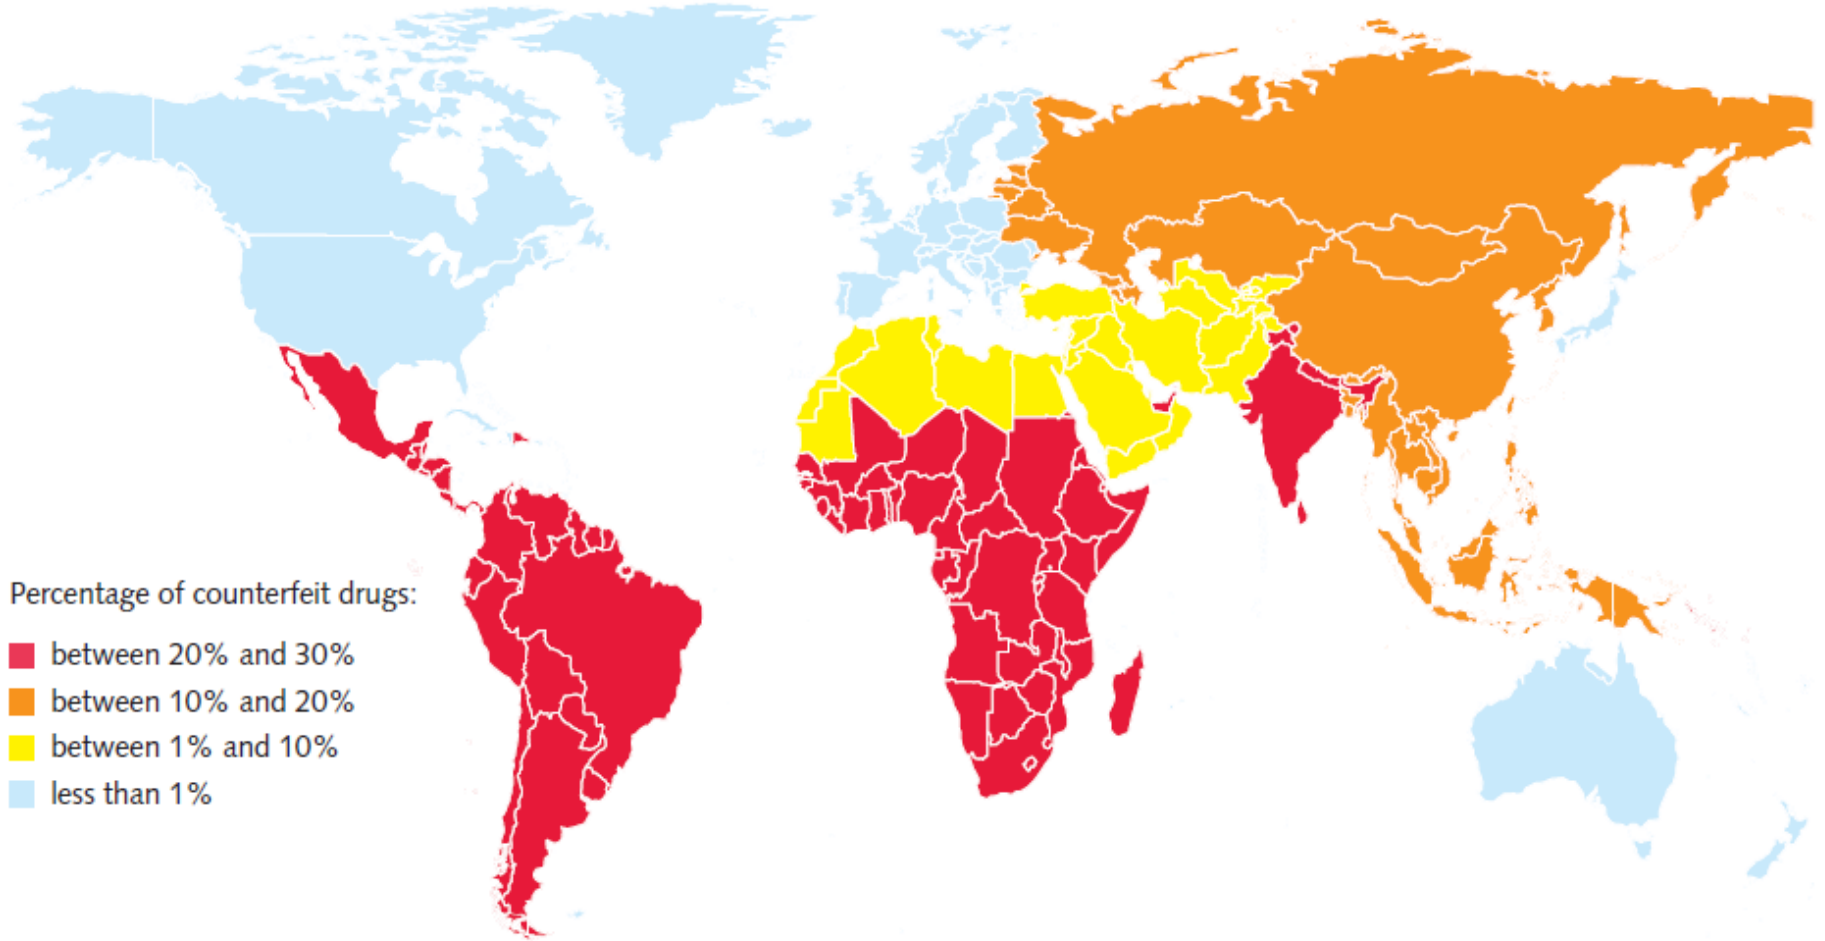 Percentage of counterfeit drugs:
between 20% and 30%
between 10% and 20%
between 1% and 10%
less than 1%